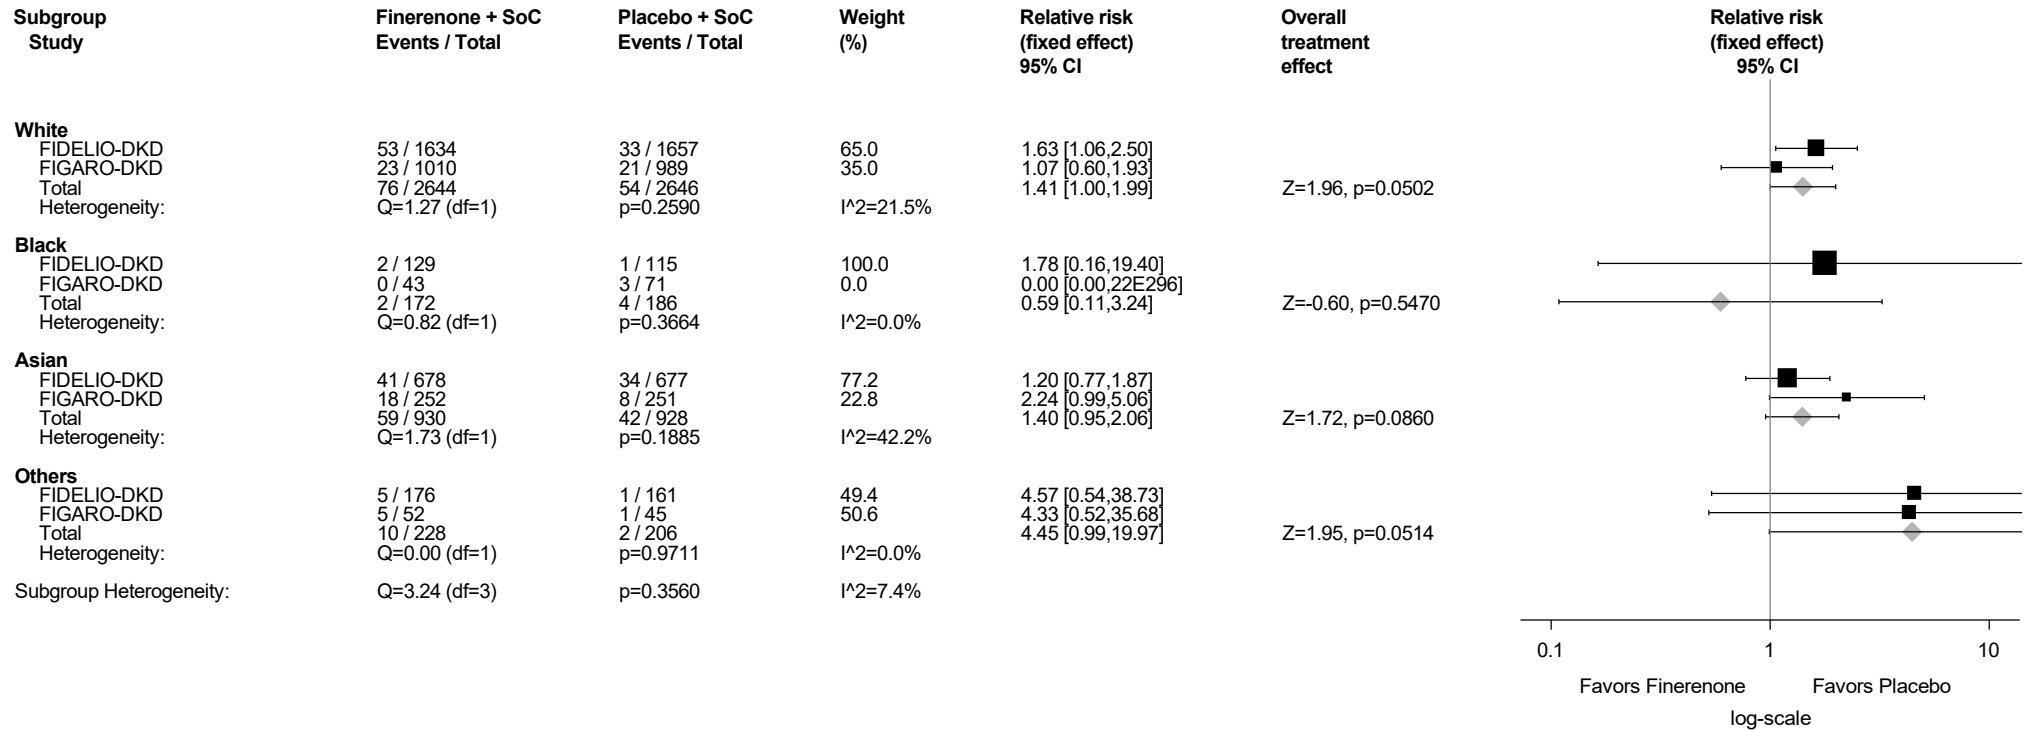 Subgroup Finerenone + SoC Placebo + SoC Weight Relative risk Overall Relative risk
Study Events / Total Events / Total (%) (fixed effect) treatment (fixed effect)
95% CI effect 95% CI
White
FIDELIO-DKD 53 / 1634 33 / 1657 65.0 1.63 [1.06,2.50]
FIGARO-DKD 23 / 1010 21 / 989 35.0 1.07 [0.60,1.93]
Total 76 / 2644 54 / 2646 1.41 [1.00,1.99] Z=1.96, p=0.0502
Heterogeneity: Q=1.27 (df=1) p=0.2590 I^2=21.5%
Black
FIDELIO-DKD 2 / 129 1 / 115 100.0 1.78 [0.16,19.40]
FIGARO-DKD 0 / 43 3 / 71 0.0 0.00 [0.00,22E296]
Total 2 / 172 4 / 186 0.59 [0.11,3.24] Z=-0.60, p=0.5470
Heterogeneity: Q=0.82 (df=1) p=0.3664 I^2=0.0%
Asian
FIDELIO-DKD 41 / 678 34 / 677 77.2 1.20 [0.77,1.87]
FIGARO-DKD 18 / 252 8 / 251 22.8 2.24 [0.99,5.06]
Total 59 / 930 42 / 928 1.40 [0.95,2.06] Z=1.72, p=0.0860
Heterogeneity: Q=1.73 (df=1) p=0.1885 I^2=42.2%
Others
FIDELIO-DKD 5 / 176 1 / 161 49.4 4.57 [0.54,38.73]
FIGARO-DKD 5 / 52 1 / 45 50.6 4.33 [0.52,35.68]
Total 10 / 228 2 / 206 4.45 [0.99,19.97] Z=1.95, p=0.0514
Heterogeneity: Q=0.00 (df=1) p=0.9711 I^2=0.0%
Subgroup Heterogeneity: Q=3.24 (df=3) p=0.3560 I^2=7.4%
0.1 1 10
Favors Finerenone Favors Placebo
log-scale